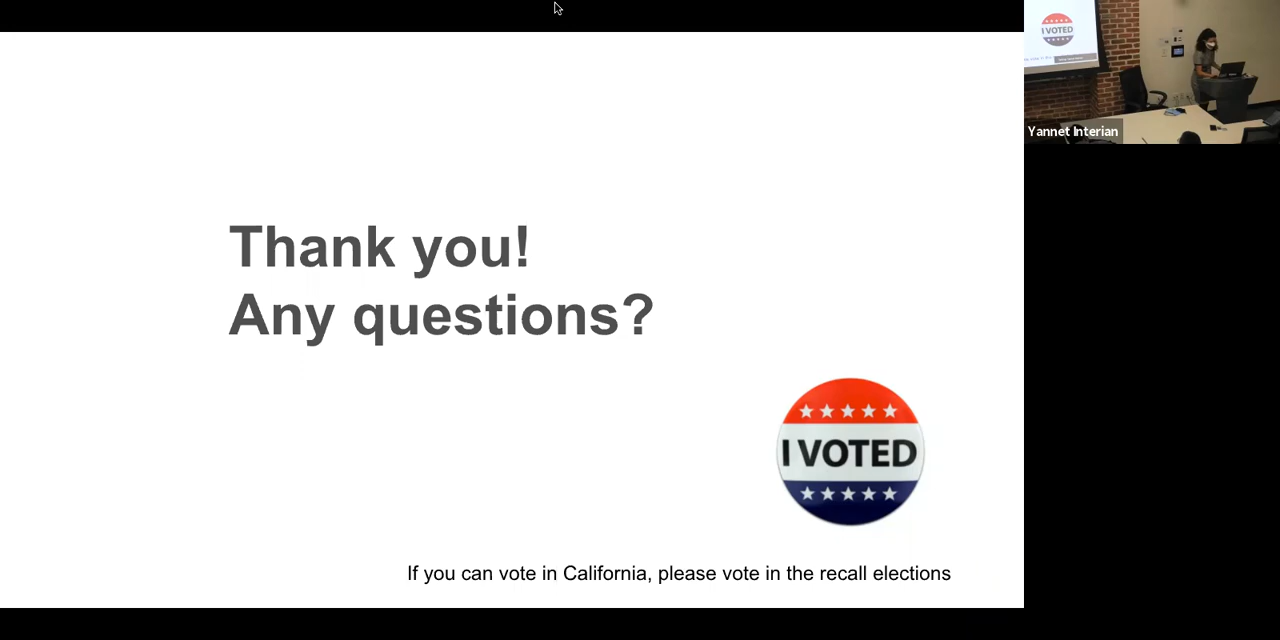 Thank you!
Any questions?
I VOTED
If you can vote in California, please vote in the recall elections
I VOTED
Yannet Interian